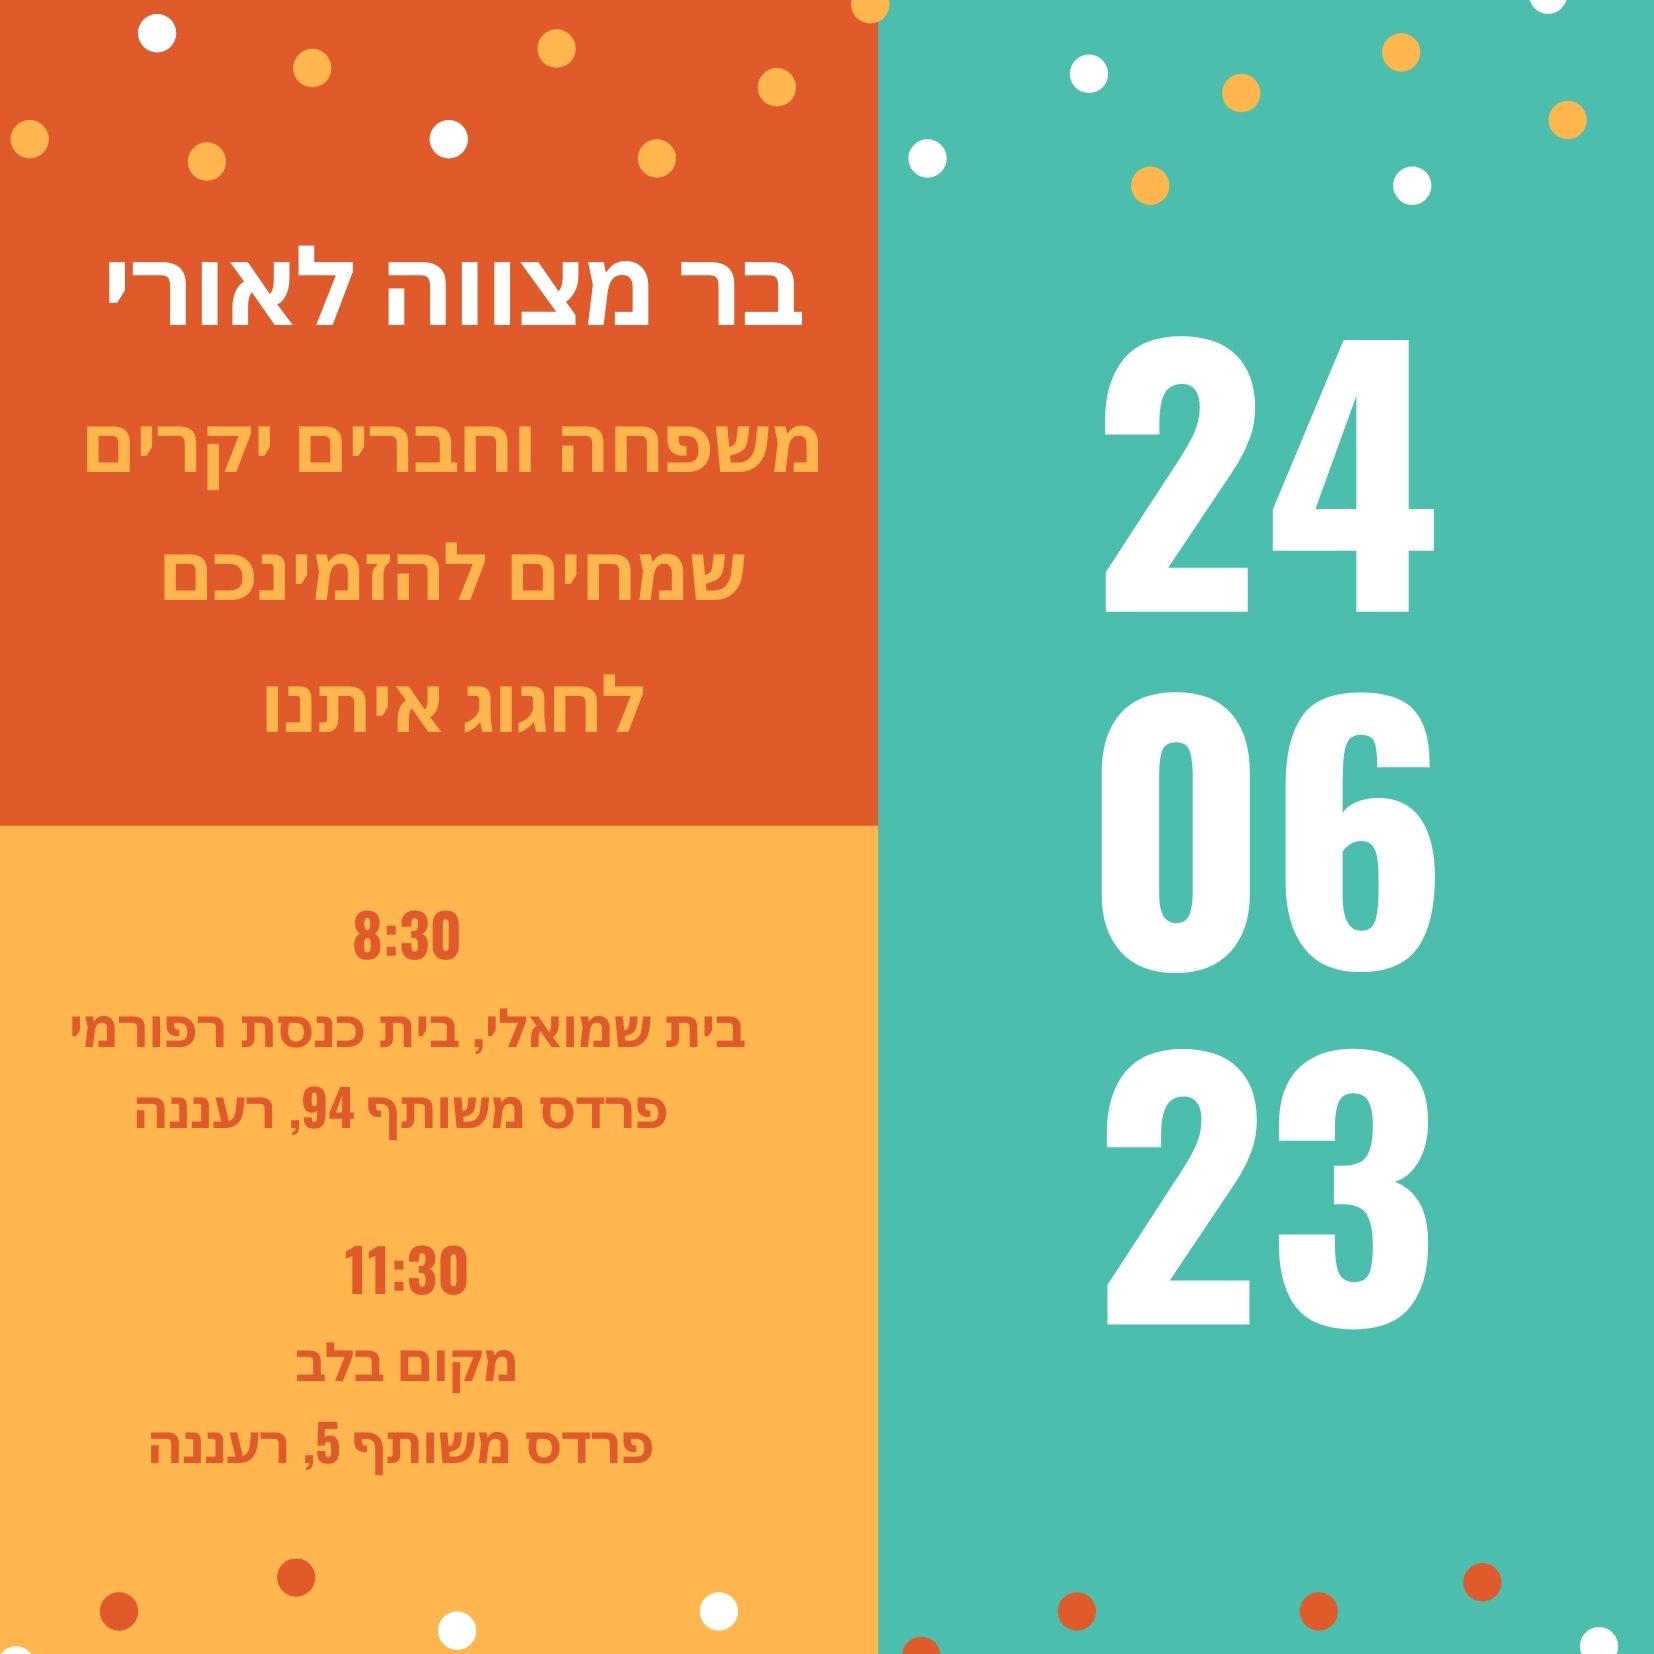 בר מצווה לאורי
משפחה וחברים יקרים
שמחים להזמינכם
לחגוג איתנו
8:30
בית שמואלי, בית כנסת רפורמי
פרדס משותף 94, רעננה
11:30
מקום בלב
פרדס משותף 5, רעננה
24
06
23